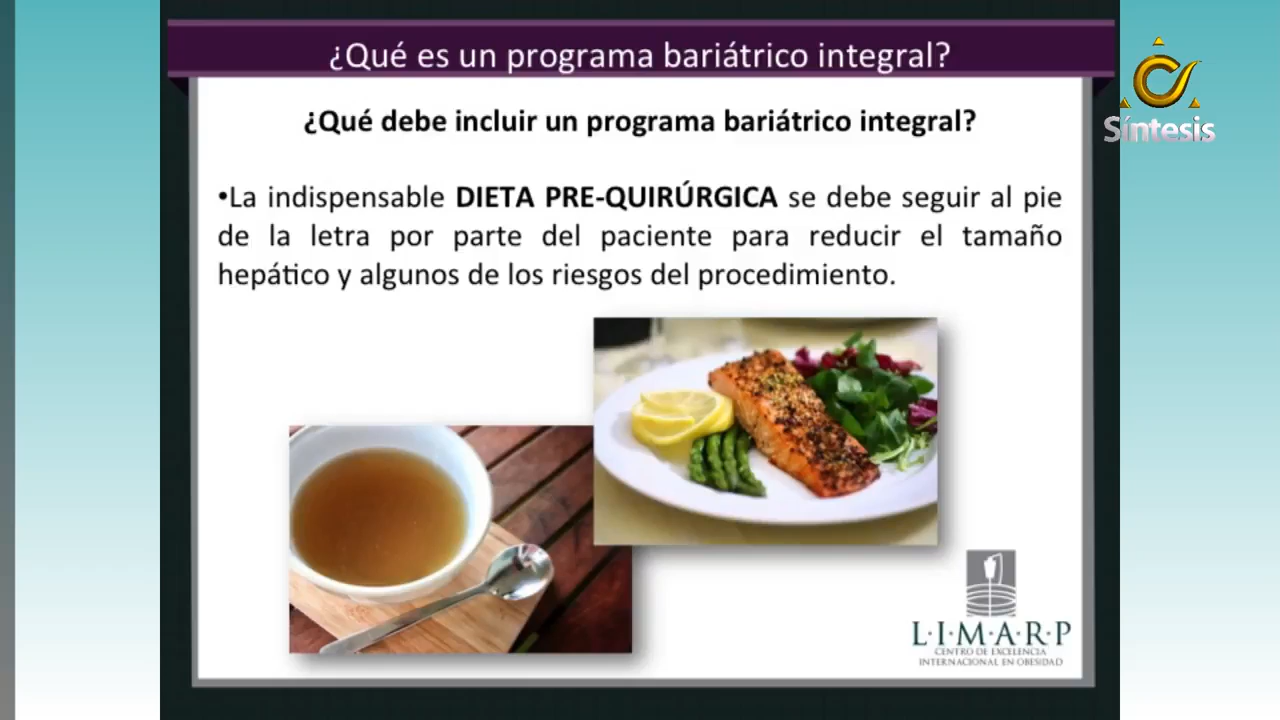 ¿Qué es un programa bariátrico integral?
Síntesis
¿Qué debe incluir un programa bariátrico integral?
•La indispensable DIETA PRE-QUIRÚRGICA se debe seguir al pie
de la letra por parte del paciente para reducir el tamaño
hepático y algunos de los riesgos del procedimiento.
L·I·M·A·R·P
CENTRO DE EXCELENCIA
INTERNACIONAL EN OBESIDAD